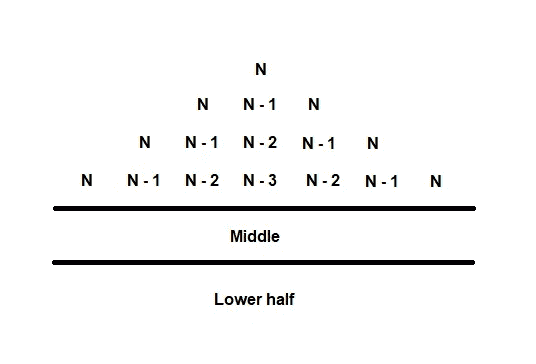 N
N N - 1 N
N N - 1 N - 2 N - 1 N
N N - 1 N - 2 N - 3 N - 2 N - 1 N
Middle
Lower half